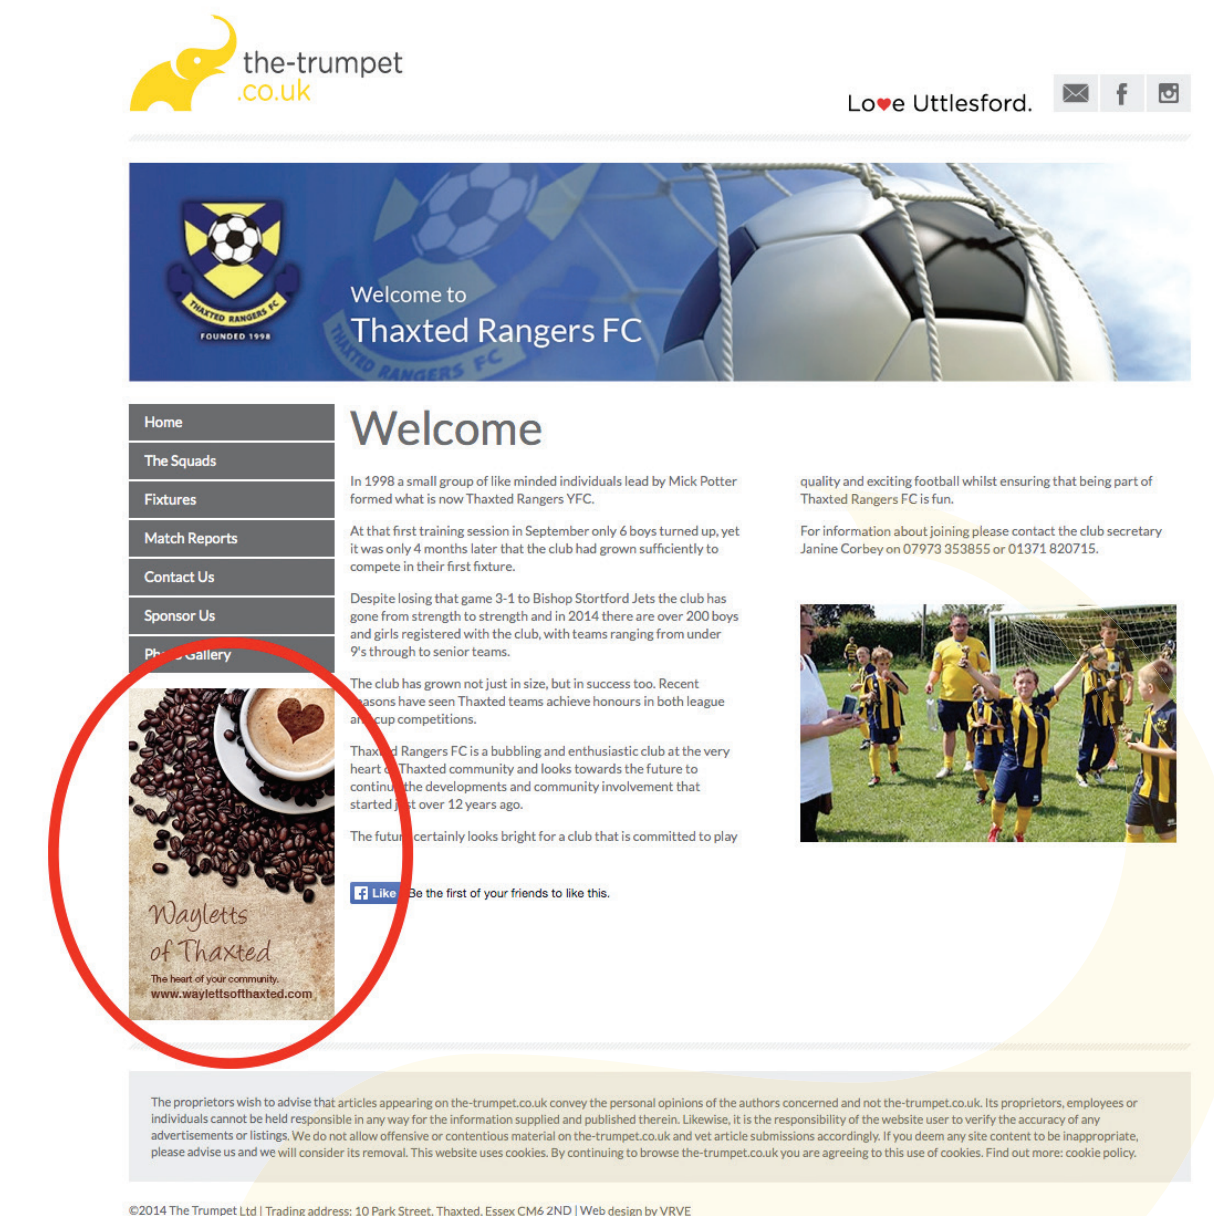 the-trumpet
.co.uk
Love Uttlesford.
THAXTED RANGERS FC
FOUNDED 1998
THAXTED RANGERS FC
Welcome to
Thaxted Rangers FC
Home
The Squads
Fixtures
Match Reports
Contact Us
Sponsor Us
Photo Gallery
Wayletts
of Thaxted
The heart of your community.
www.waylettsofthaxted.com
Welcome
In 1998 a small group of like minded individuals lead by Mick Potter
formed what is now Thaxted Rangers YFC.
At that first training session in September only 6 boys turned up, yet
it was only 4 months later that the club had grown sufficiently to
compete in their first fixture.
Despite losing that game 3-1 to Bishop Stortford Jets the club has
gone from strength to strength and in 2014 there are over 200 boys
and girls registered with the club, with teams ranging from under
9's through to senior teams.
The club has grown not just in size, but in success too. Recent
seasons have seen Thaxted teams achieve honours in both league
and cup competitions.
Thaxted Rangers FC is a bubbling and enthusiastic club at the very
heart of Thaxted community and looks towards the future to
continue the developments and community involvement that
started just over 12 years ago.
The future certainly looks bright for a club that is committed to play
quality and exciting football whilst ensuring that being part of
Thaxted Rangers FC is fun.
For information about joining please contact the club secretary
Janine Corbey on 07973 353855 or 01371 820715.
Like Be the first of your friends to like this.
The proprietors wish to advise that articles appearing on the-trumpet.co.uk convey the personal opinions of the authors concerned and not the-trumpet.co.uk. Its proprietors, employees or
individuals cannot be held responsible in any way for the information supplied and published therein. Likewise, it is the responsibility of the website user to verify the accuracy of any
advertisements or listings. We do not allow offensive or contentious material on the-trumpet.co.uk and vet article submissions accordingly. If you deem any site content to be inappropriate,
please advise us and we will consider its removal. This website uses cookies. By continuing to browse the-trumpet.co.uk you are agreeing to this use of cookies. Find out more: cookie policy.
©2014 The Trumpet Ltd | Trading address: 10 Park Street, Thaxted, Essex CM6 2ND | Web design by VRVE